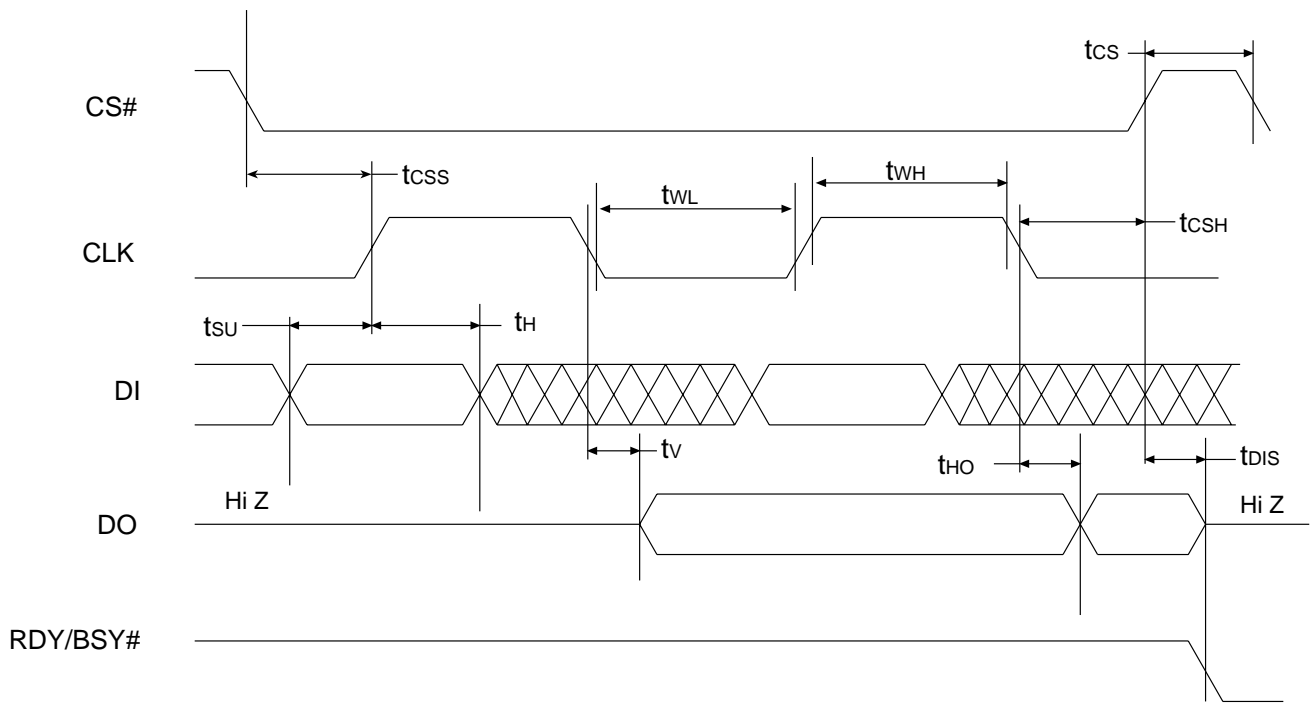 tCS
CS#
tCSS
tWL
tWH
tCSH
CLK
tSU
tH
DI
tV
tHO
tDIS
Hi Z
Hi Z
DO
RDY/BSY#